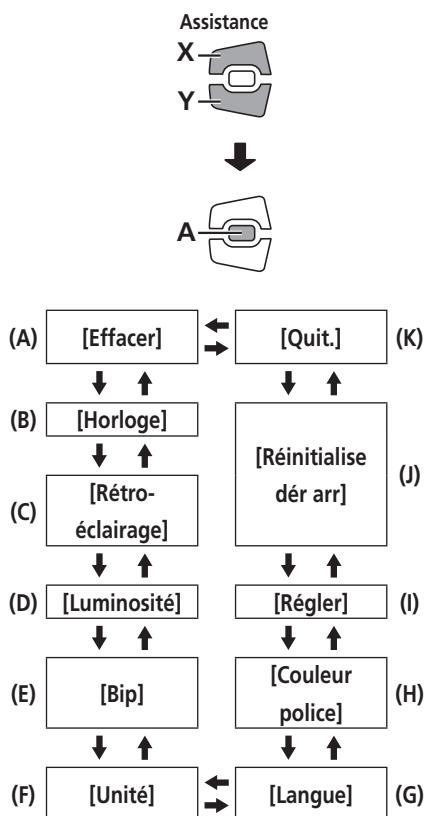 Assistance
X
Y
A
(A) [Effacer] [Quit.] (K)
(B) [Horloge]
(C) [Rétro-
éclairage]
[Réinitialise
dér arr] (J)
(D) [Luminosité] [Régler] (I)
(E) [Bip] [Couleur
police] (H)
(F) [Unité] [Langue] (G)